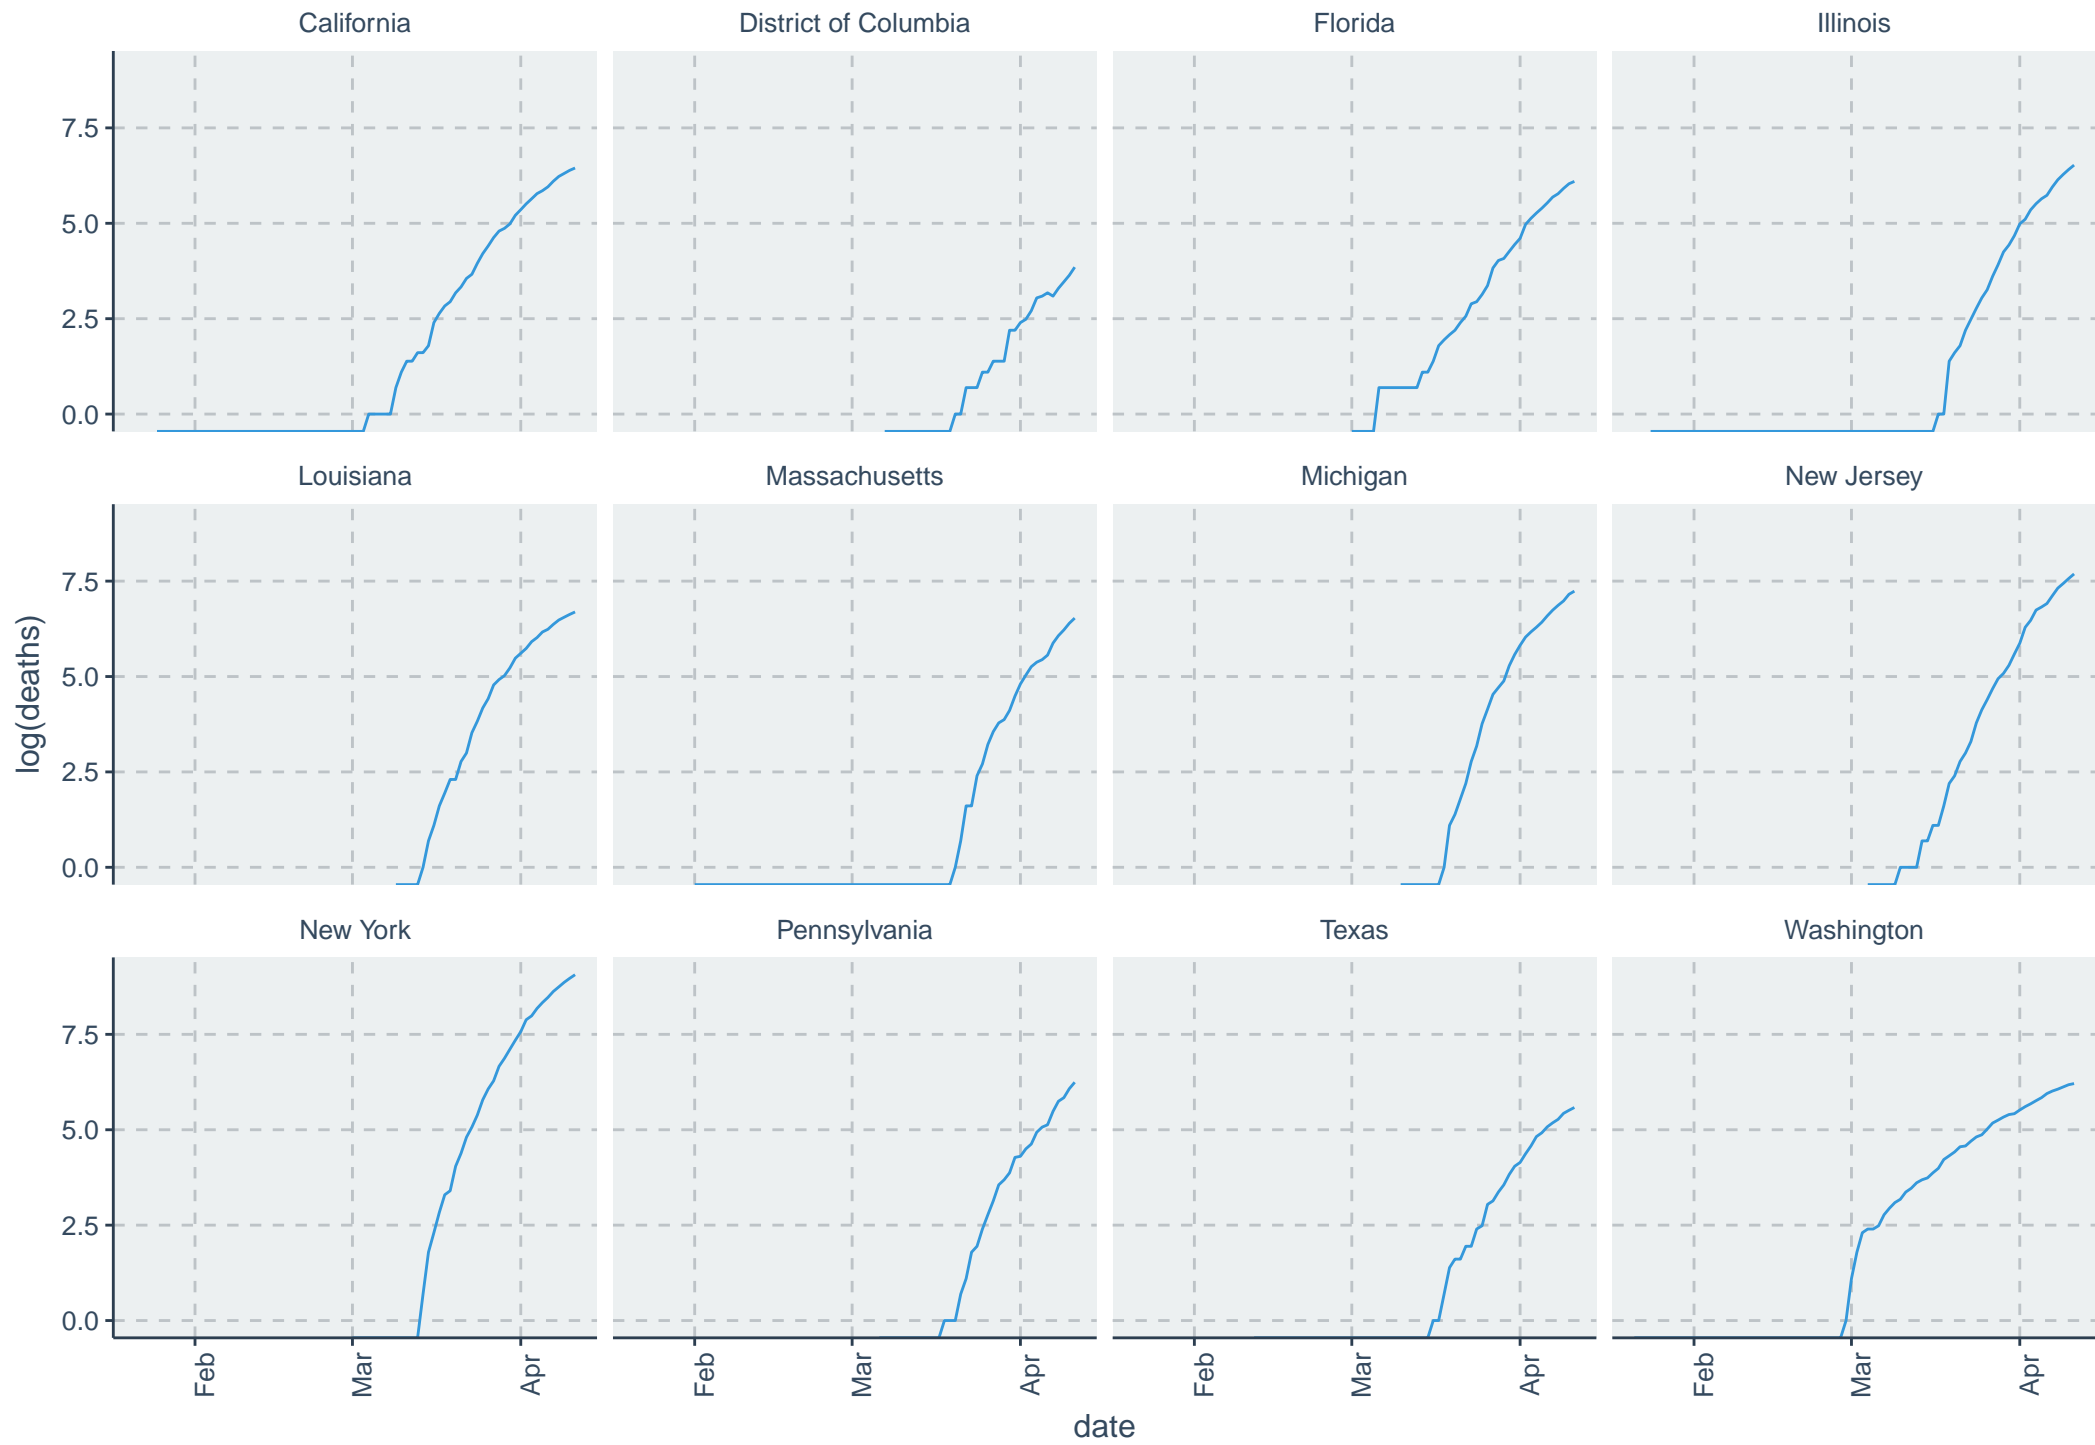 California
District of Columbia
Florida
Illinois
7.5
5.0
2.5
0.0
Louisiana
Massachusetts
Michigan
New Jersey
7.5
5.0
2.5
0.0
log(deaths)
New York
Pennsylvania
Texas
Washington
7.5
5.0
2.5
0.0
Feb
Mar
Apr
Feb
Mar
Apr
Feb
Mar
Apr
Feb
Mar
Apr
date